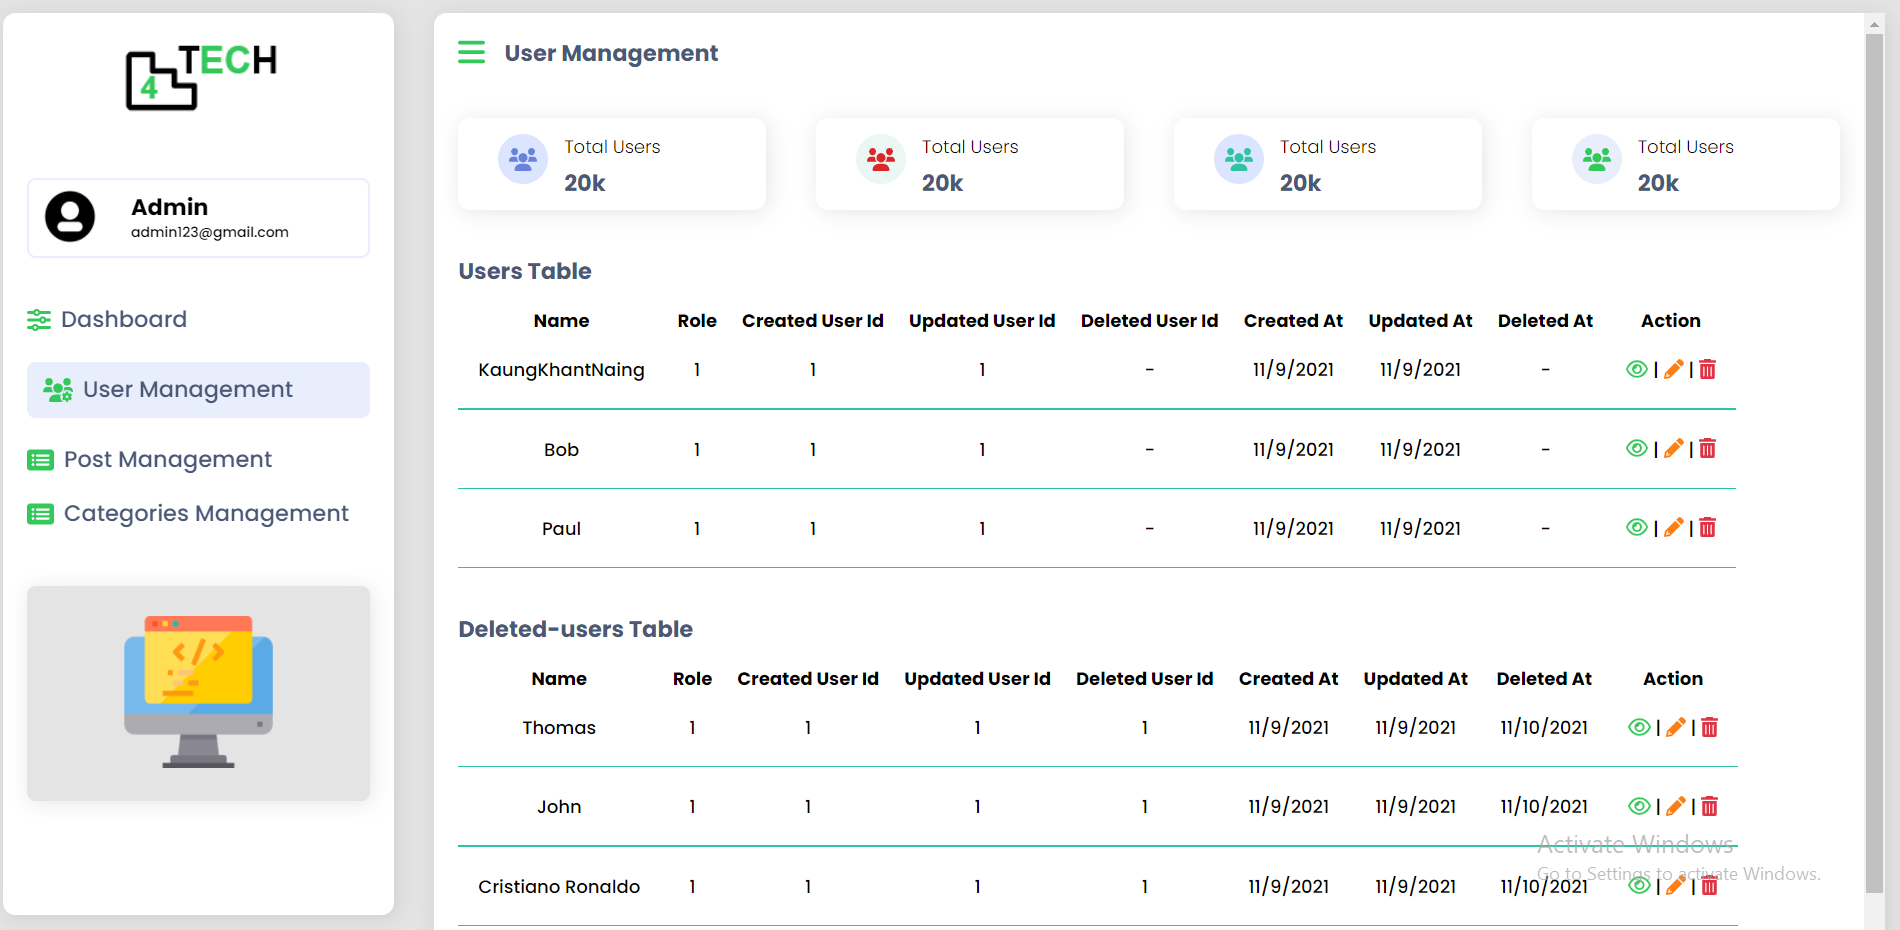 TECH
4
Admin
admin123@gmail.com
Dashboard
User Management
Post Management
Categories Management
</>
User Management
Total Users
20k
Total Users
20k
Total Users
20k
Total Users
20k
Users Table
Name Role Created User Id Updated User Id Deleted User Id Created At Updated At Deleted At Action
KaungKhantNaing 1 1 1 - 11/9/2021 11/9/2021 - | |
Bob 1 1 1 - 11/9/2021 11/9/2021 - | |
Paul 1 1 1 - 11/9/2021 11/9/2021 - | |
Deleted-users Table
Name Role Created User Id Updated User Id Deleted User Id Created At Updated At Deleted At Action
Thomas 1 1 1 1 11/9/2021 11/9/2021 11/10/2021 | |
John 1 1 1 1 11/9/2021 11/9/2021 11/10/2021 | |
Cristiano Ronaldo 1 1 1 1 11/9/2021 11/9/2021 11/10/2021 | |
Activate Windows
Go to Settings to activate Windows.